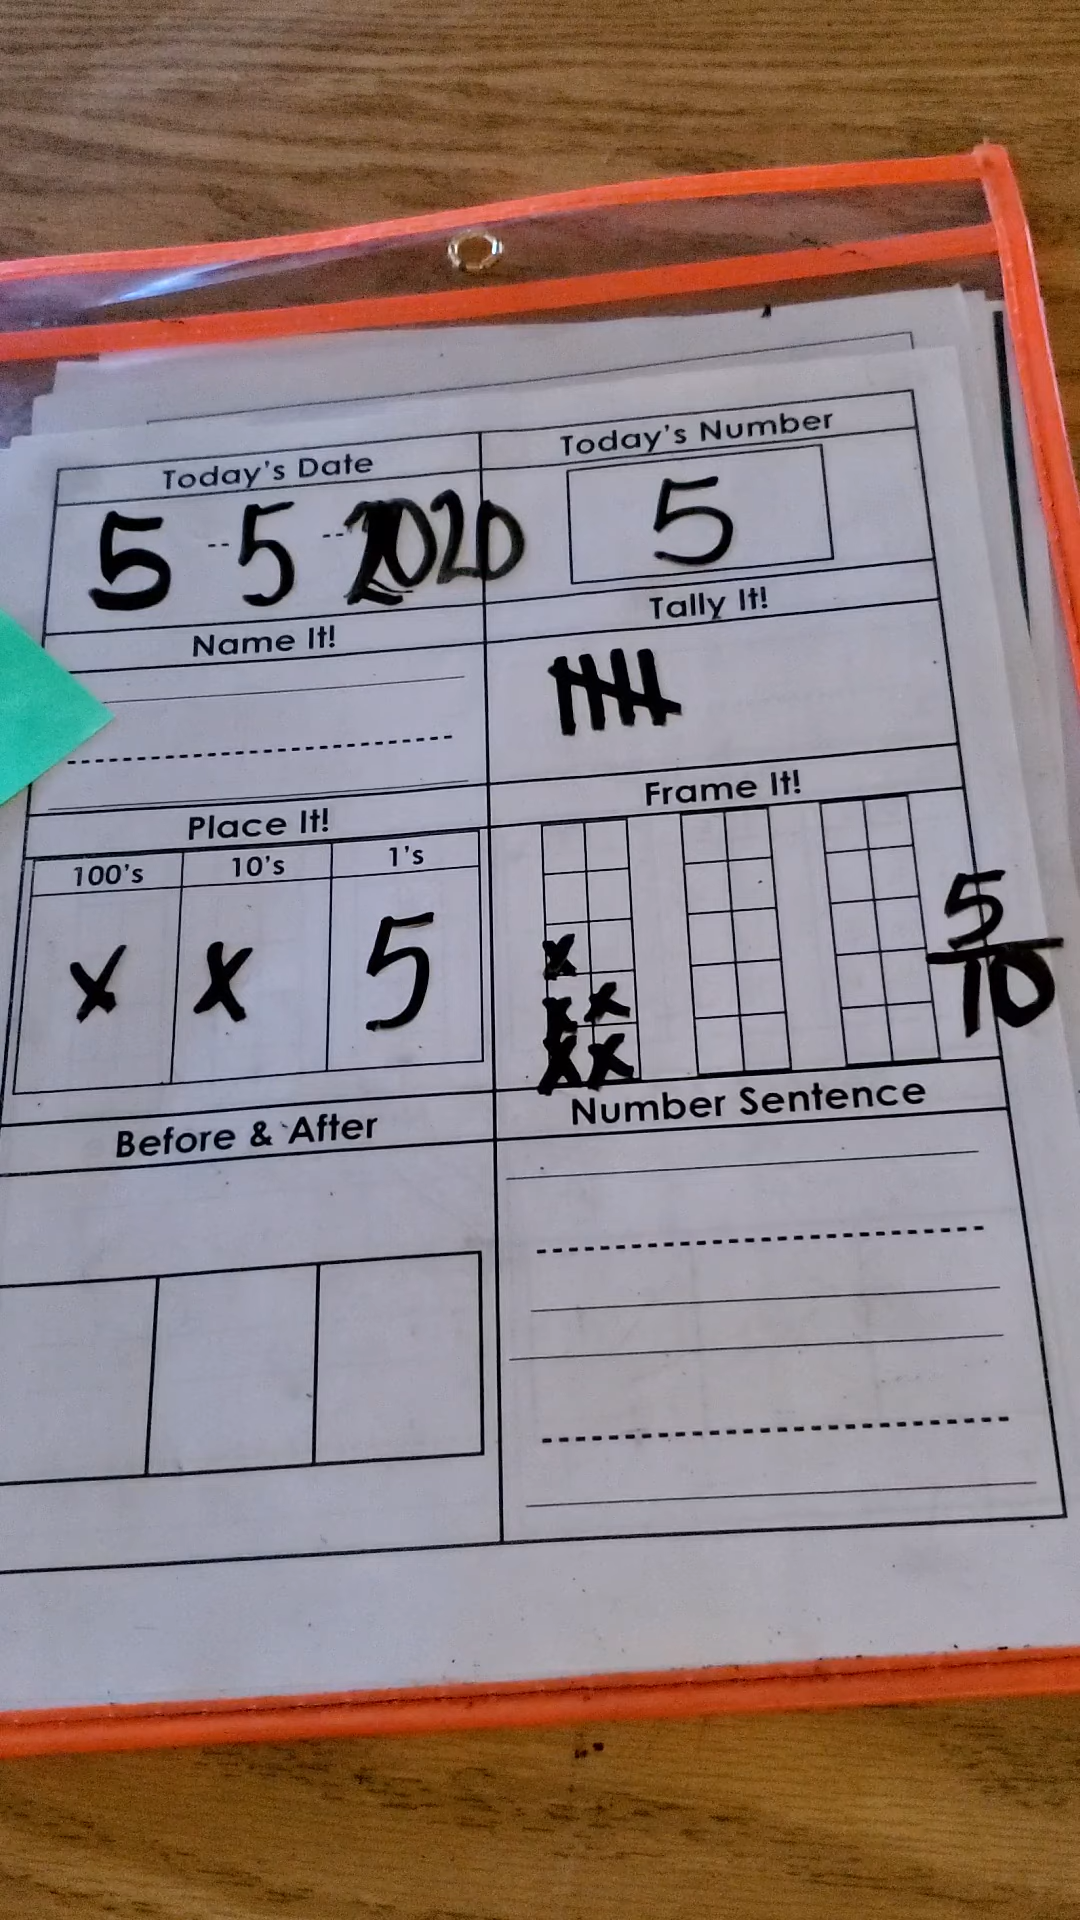 Today's Date
5 -- 5 -- 2020
Today's Number
5
Name It!
Tally It!
Place It!
100's 10's 1's
x x 5
Frame It!
x
x x
x x
5
10
Before & After
Number Sentence